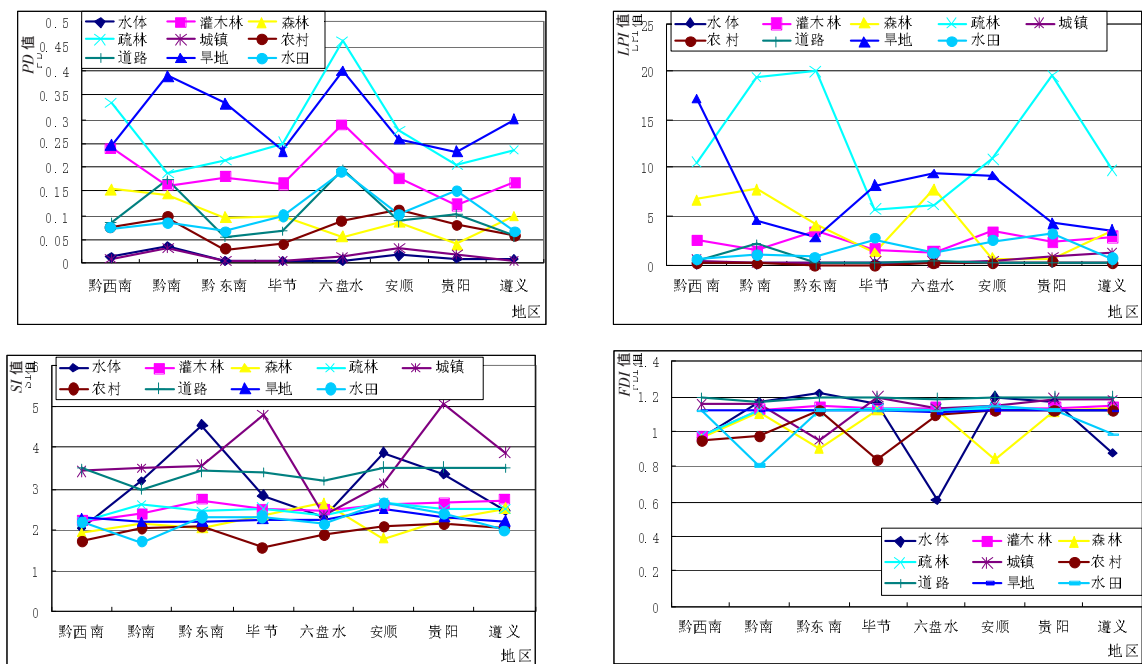 PD 值
0.5
0.45
0.4
0.35
0.3
0.25
0.2
0.15
0.1
0.05
0
水体 灌木林 森林
疏林 城镇 农村
道路 旱地 水田
黔西南 黔南 黔东南 毕节 六盘水 安顺 贵阳 遵义
地区
LPI 值
25
20
15
10
5
0
水体 灌木林 森林 疏林 城镇
农村 道路 旱地 水田
黔西南 黔南 黔东南 毕节 六盘水 安顺 贵阳 遵义
地区
SI 值
5
4
3
2
1
0
水体 灌木林 森林 疏林 城镇
农村 道路 旱地 水田
黔西南 黔南 黔东南 毕节 六盘水 安顺 贵阳 遵义
地区
FDI 值
1.4
1.2
1
0.8
0.6
0.4
0.2
0
水体 灌木林 森林
疏林 城镇 农村
道路 旱地 水田
黔西南 黔南 黔东南 毕节 六盘水 安顺 贵阳 遵义
地区